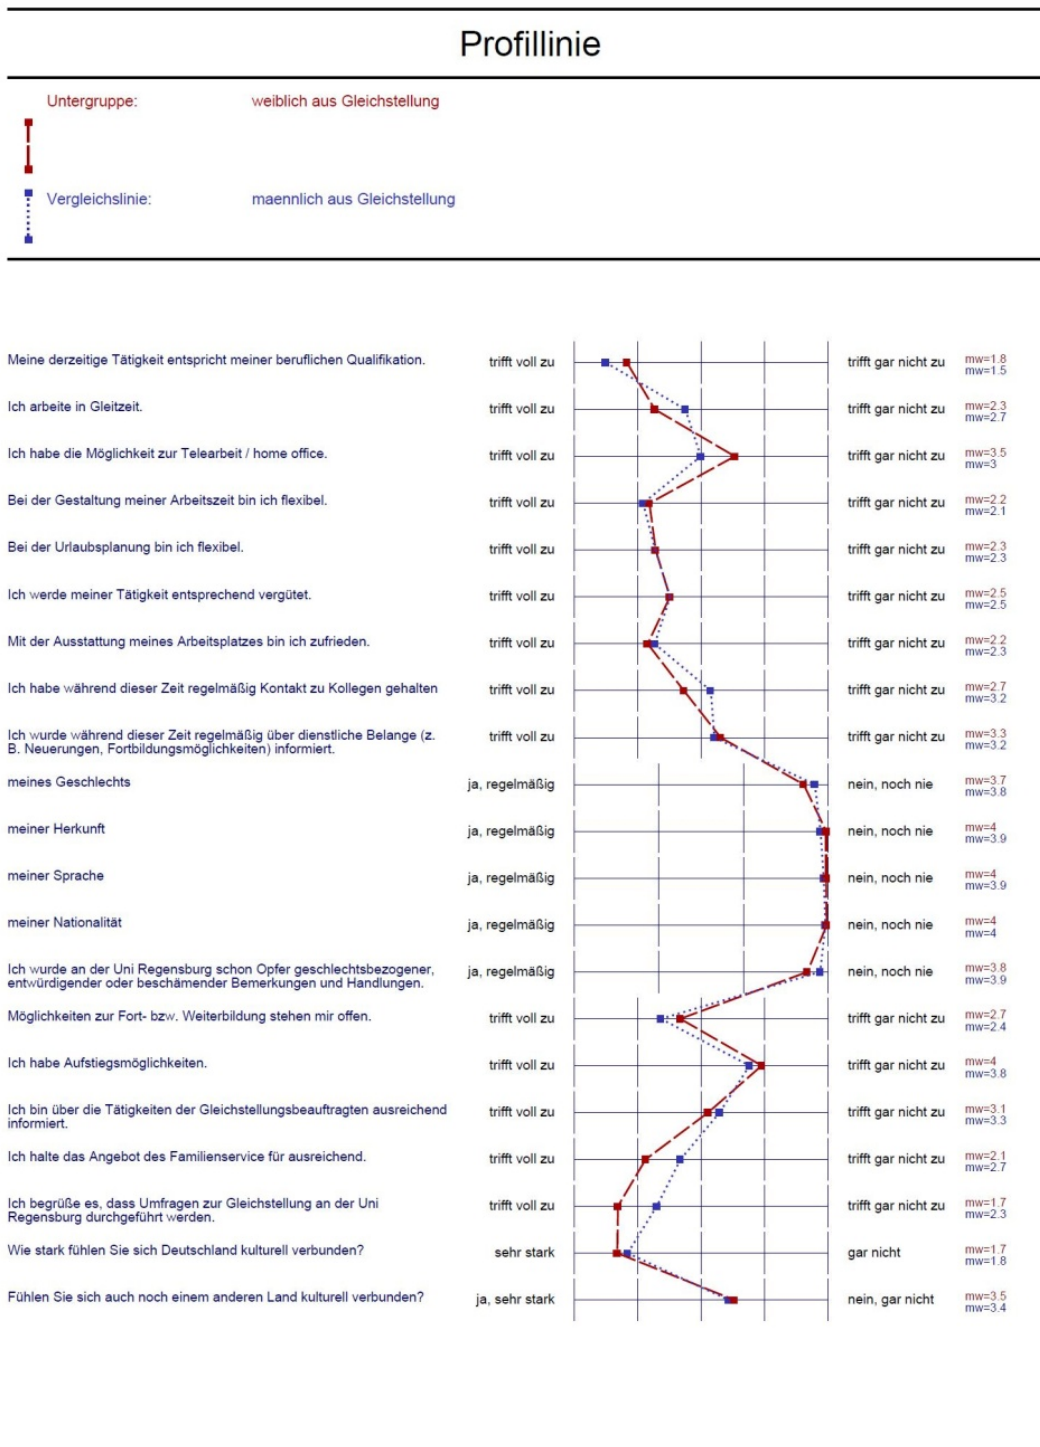 Profillinie
Untergruppe: weiblich aus Gleichstellung
Vergleichslinie: maennlich aus Gleichstellung
Meine derzeitige Tätigkeit entspricht meiner beruflichen Qualifikation. trifft voll zu trifft gar nicht zu mw=1.8
mw=1.5
Ich arbeite in Gleitzeit. trifft voll zu trifft gar nicht zu mw=2.3
mw=2.7
Ich habe die Möglichkeit zur Telearbeit / home office. trifft voll zu trifft gar nicht zu mw=3.5
mw=3
Bei der Gestaltung meiner Arbeitszeit bin ich flexibel. trifft voll zu trifft gar nicht zu mw=2.2
mw=2.1
Bei der Urlaubsplanung bin ich flexibel. trifft voll zu trifft gar nicht zu mw=2.3
mw=2.3
Ich werde meiner Tätigkeit entsprechend vergütet. trifft voll zu trifft gar nicht zu mw=2.5
mw=2.5
Mit der Ausstattung meines Arbeitsplatzes bin ich zufrieden. trifft voll zu trifft gar nicht zu mw=2.2
mw=2.3
Ich habe während dieser Zeit regelmäßig Kontakt zu Kollegen gehalten trifft voll zu trifft gar nicht zu mw=2.7
mw=3.2
Ich wurde während dieser Zeit regelmäßig über dienstliche Belange (z. trifft voll zu trifft gar nicht zu mw=3.3
B. Neuerungen, Fortbildungsmöglichkeiten) informiert. mw=3.2
meines Geschlechts ja, regelmäßig nein, noch nie mw=3.7
mw=3.8
meiner Herkunft ja, regelmäßig nein, noch nie mw=4
mw=3.9
meiner Sprache ja, regelmäßig nein, noch nie mw=4
mw=3.9
meiner Nationalität ja, regelmäßig nein, noch nie mw=4
mw=4
Ich wurde an der Uni Regensburg schon Opfer geschlechtsbezogener, ja, regelmäßig nein, noch nie mw=3.8
entwürdigender oder beschämender Bemerkungen und Handlungen. mw=3.9
Möglichkeiten zur Fort- bzw. Weiterbildung stehen mir offen. trifft voll zu trifft gar nicht zu mw=2.7
mw=2.4
Ich habe Aufstiegsmöglichkeiten. trifft voll zu trifft gar nicht zu mw=4
mw=3.8
Ich bin über die Tätigkeiten der Gleichstellungsbeauftragten ausreichend trifft voll zu trifft gar nicht zu mw=3.1
informiert. mw=3.3
Ich halte das Angebot des Familienservice für ausreichend. trifft voll zu trifft gar nicht zu mw=2.1
mw=2.7
Ich begrüße es, dass Umfragen zur Gleichstellung an der Uni trifft voll zu trifft gar nicht zu mw=1.7
Regensburg durchgeführt werden. mw=2.3
Wie stark fühlen Sie sich Deutschland kulturell verbunden? sehr stark gar nicht mw=1.7
mw=1.8
Fühlen Sie sich auch noch einem anderen Land kulturell verbunden? ja, sehr stark nein, gar nicht mw=3.5
mw=3.4